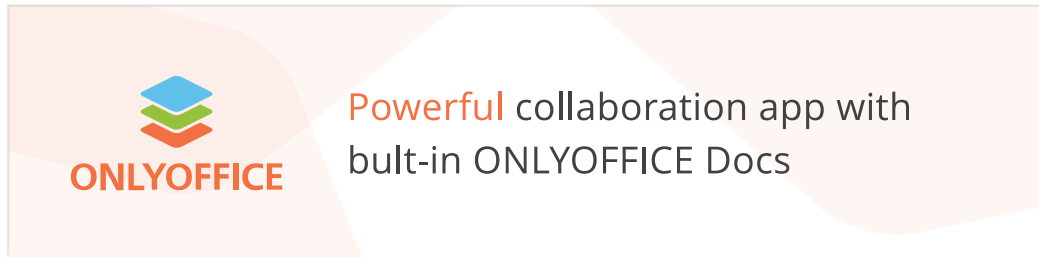 ONLYOFFICE
Powerful collaboration app with
bult-in ONLYOFFICE Docs